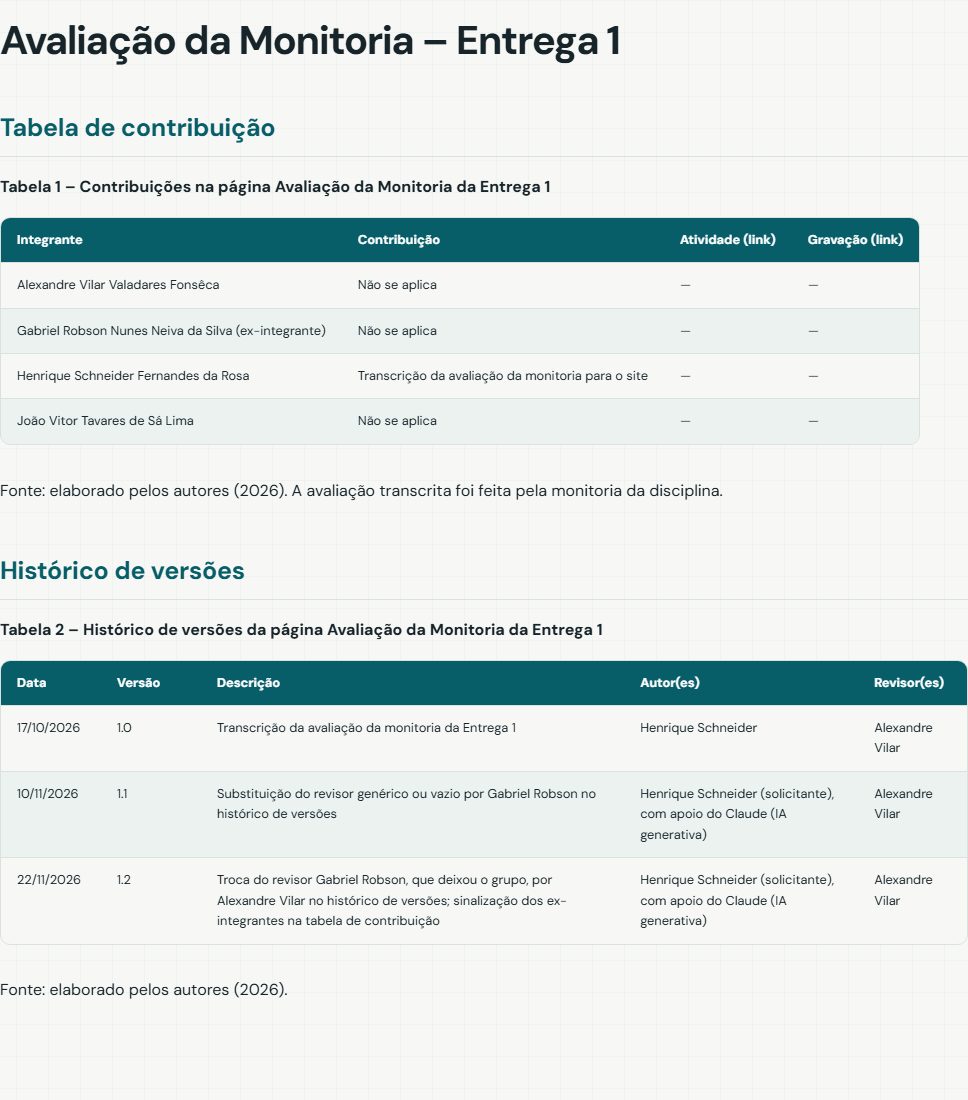 Avaliação da Monitoria – Entrega 1
Tabela de contribuição
Tabela 1 – Contribuições na página Avaliação da Monitoria da Entrega 1
Integrante Contribuição Atividade (link) Gravação (link)
Alexandre Vilar Valadares Fonsêca Não se aplica — —
Gabriel Robson Nunes Neiva da Silva (ex-integrante) Não se aplica — —
Henrique Schneider Fernandes da Rosa Transcrição da avaliação da monitoria para o site — —
João Vitor Tavares de Sá Lima Não se aplica — —
Fonte: elaborado pelos autores (2026). A avaliação transcrita foi feita pela monitoria da disciplina.
Histórico de versões
Tabela 2 – Histórico de versões da página Avaliação da Monitoria da Entrega 1
Data Versão Descrição Autor(es) Revisor(es)
17/10/2026 1.0 Transcrição da avaliação da monitoria da Entrega 1 Henrique Schneider Alexandre
Vilar
10/11/2026 1.1 Substituição do revisor genérico ou vazio por Gabriel Robson no Henrique Schneider (solicitante), Alexandre
histórico de versões com apoio do Claude (IA Vilar
generativa)
22/11/2026 1.2 Troca do revisor Gabriel Robson, que deixou o grupo, por Henrique Schneider (solicitante), Alexandre
Alexandre Vilar no histórico de versões; sinalização dos ex- com apoio do Claude (IA Vilar
integrantes na tabela de contribuição generativa)
Fonte: elaborado pelos autores (2026).